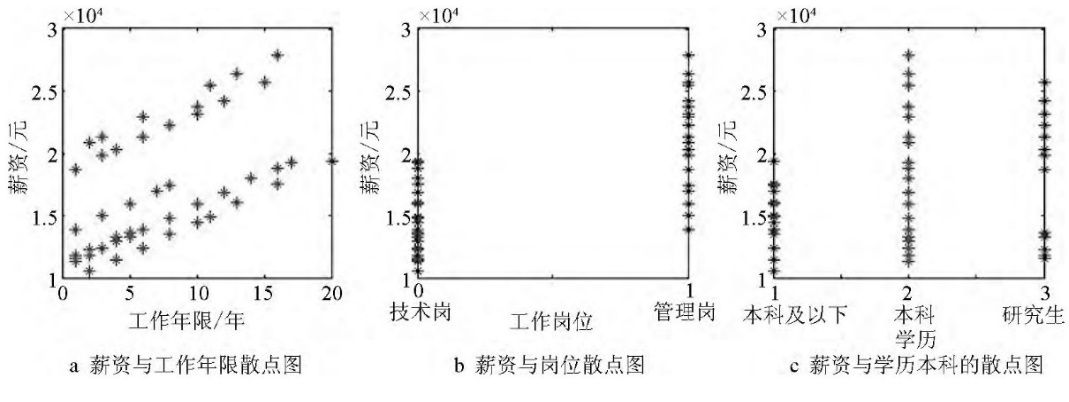 ×10⁴
3
2.5
2
1.5
1
薪资/元
0 5 10 15 20
工作年限/年
a 薪资与工作年限散点图
×10⁴
3
2.5
2
1.5
1
薪资/元
0 1
技术岗 管理岗
工作岗位
b 薪资与岗位散点图
×10⁴
3
2.5
2
1.5
1
薪资/元
1 2 3
本科及以下 本科 研究生
学历
c 薪资与学历本科的散点图